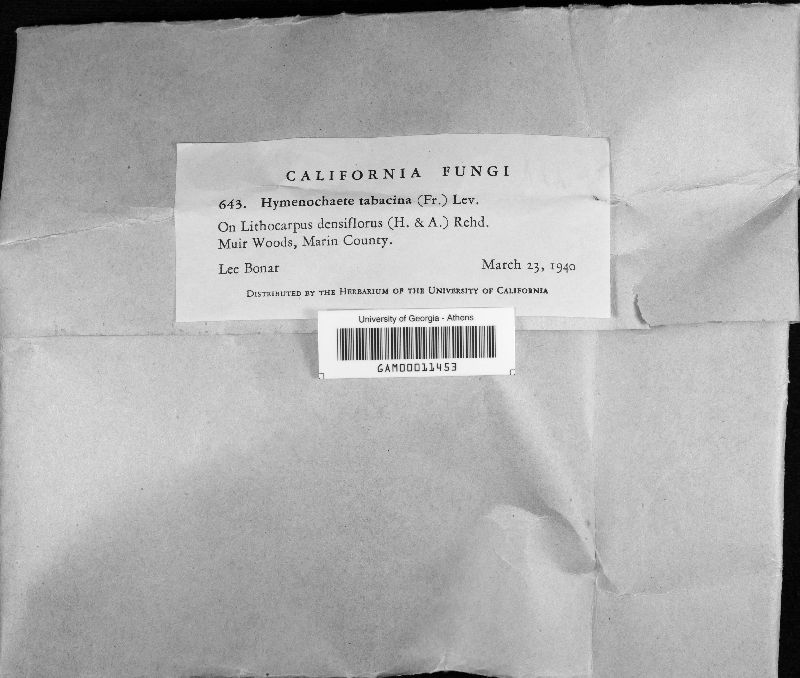 CALIFORNIA FUNGI
643. Hymenochaete tabacina (Fr.) Lev.
On Lithocarpus densiflorus (H. & A.) Rehd.
Muir Woods, Marin County.
Lee Bonar March 23, 1940
DISTRIBUTED BY THE HERBARIUM OF THE UNIVERSITY OF CALIFORNIA
University of Georgia - Athens
GAM00011453